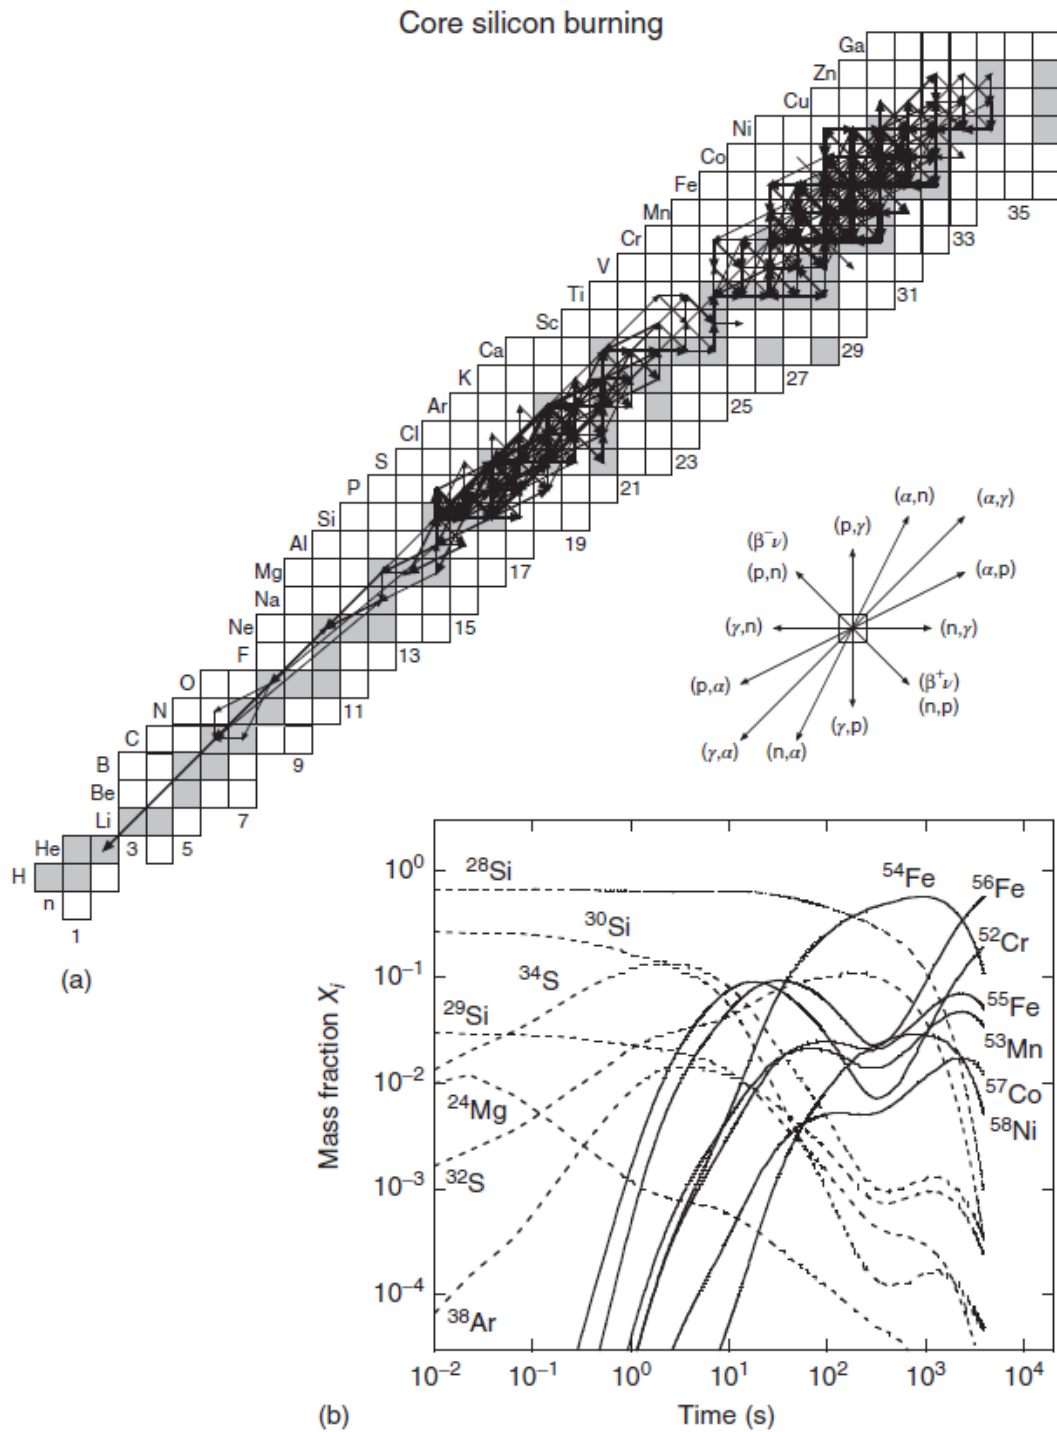 Core silicon burning
Ga
Zn
Cu
Ni
Co
Fe
Mn
Cr
V
Ti
Sc
Ca
K
Ar
Cl
S
P
Si
Al
Mg
Na
Ne
F
O
N
C
B
Be
Li
He
H
n
1
3
5
7
9
11
13
15
17
19
21
23
25
27
29
31
33
35
(a)
(α,n)
(α,γ)
(p,γ)
(β⁻ν)
(p,n)
(α,p)
(γ,n)
(n,γ)
(p,α)
(β⁺ν)
(n,p)
(γ,p)
(γ,α)
(n,α)
Mass fraction Xᵢ
10⁰
10⁻¹
10⁻²
10⁻³
10⁻⁴
²⁸Si
³⁰Si
³⁴S
²⁹Si
²⁴Mg
³²S
³⁸Ar
⁵⁴Fe
⁵⁶Fe
⁵²Cr
⁵⁵Fe
⁵³Mn
⁵⁷Co
⁵⁸Ni
10⁻² 10⁻¹ 10⁰ 10¹ 10² 10³ 10⁴
(b) Time (s)